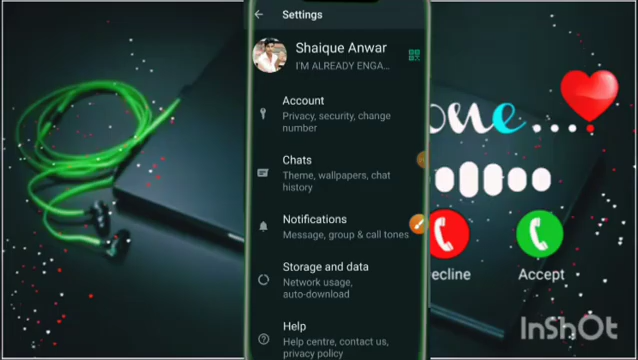 Settings
Shaique Anwar
I'M ALREADY ENGA...
Account
Privacy, security, change
number
Chats
Theme, wallpapers, chat
history
Notifications
Message, group & call tones
Storage and data
Network usage,
auto-download
Help
Help centre, contact us,
privacy policy
one...
ecline
Accept
InShOt